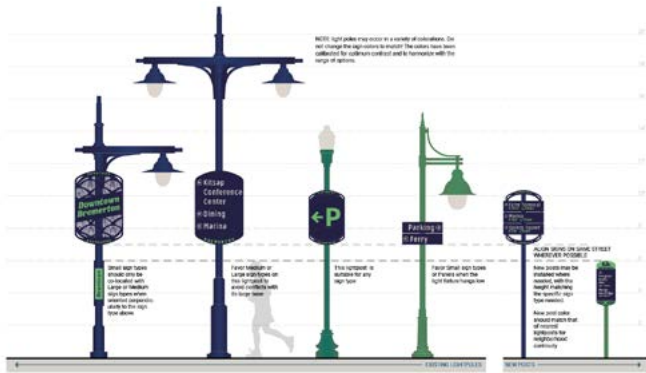 NOTE: light poles may occur in a variety of colorations. Do
not change the sign colors to match! The colors have been
calibrated for optimum contrast and to harmonize with the
range of options.
Downtown
Bremerton
Kitsap
Conference
Center
Dining
Marina
←P
Parking
Ferry
Small sign types
should only be
co-located with
Large or Medium
sign types when
oriented perpendic-
ularly to the sign
type above.
Favor Medium or
Large sign types on
this lightpost to
avoid conflicts with
its large base
This lightpost is
suitable for any
sign type
Favor Small sign types
or Panels when the
light fixture hangs low
ALIGN SIGNS ON SAME STREET
WHEREVER POSSIBLE
New posts may be
installed where
needed, with the
height matching
the specific sign
type needed.
New post color
should match that
of nearest
lightposts for
neighborhood
continuity
EXISTING LIGHTPOLES
NEW POSTS